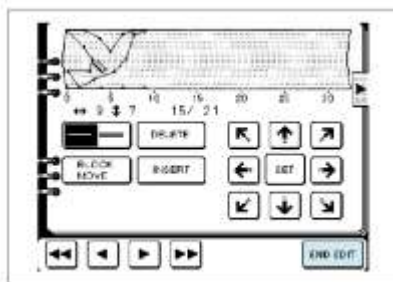 0 5 10 15 20 25 30
↔ 9 ↕ 7 15/ 21
DELETE
BLOCK MOVE
INSERT
SET
END EDIT